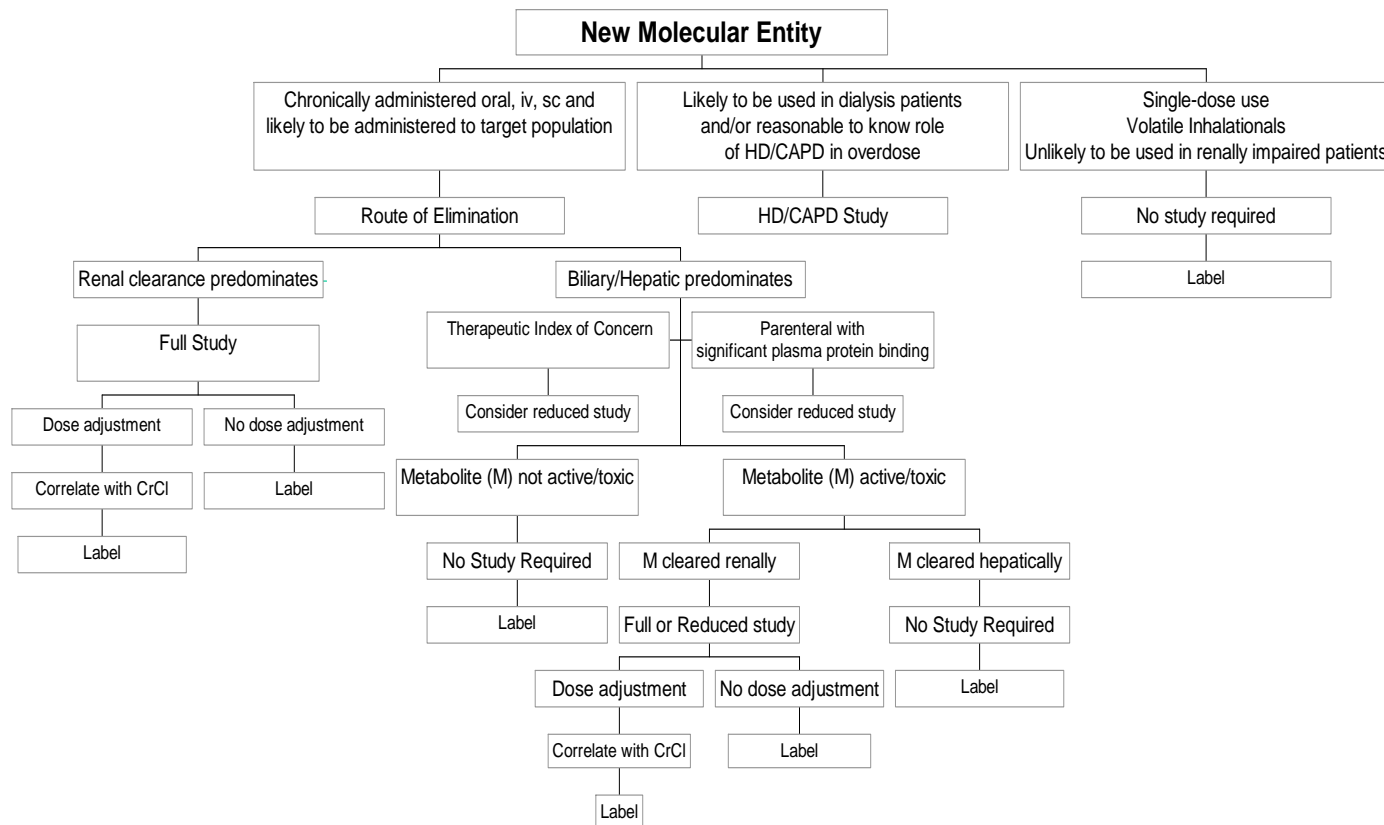 New Molecular Entity
Chronically administered oral, iv, sc and
likely to be administered to target population
Likely to be used in dialysis patients
and/or reasonable to know role
of HD/CAPD in overdose
Single-dose use
Volatile Inhalationals
Unlikely to be used in renally impaired patients
Route of Elimination
HD/CAPD Study
No study required
Label
Renal clearance predominates
Biliary/Hepatic predominates
Full Study
Therapeutic Index of Concern
Parenteral with
significant plasma protein binding
Consider reduced study
Consider reduced study
Dose adjustment
No dose adjustment
Correlate with CrCl
Label
Label
Metabolite (M) not active/toxic
Metabolite (M) active/toxic
No Study Required
M cleared renally
M cleared hepatically
Label
Full or Reduced study
No Study Required
Dose adjustment
No dose adjustment
Label
Correlate with CrCl
Label
Label